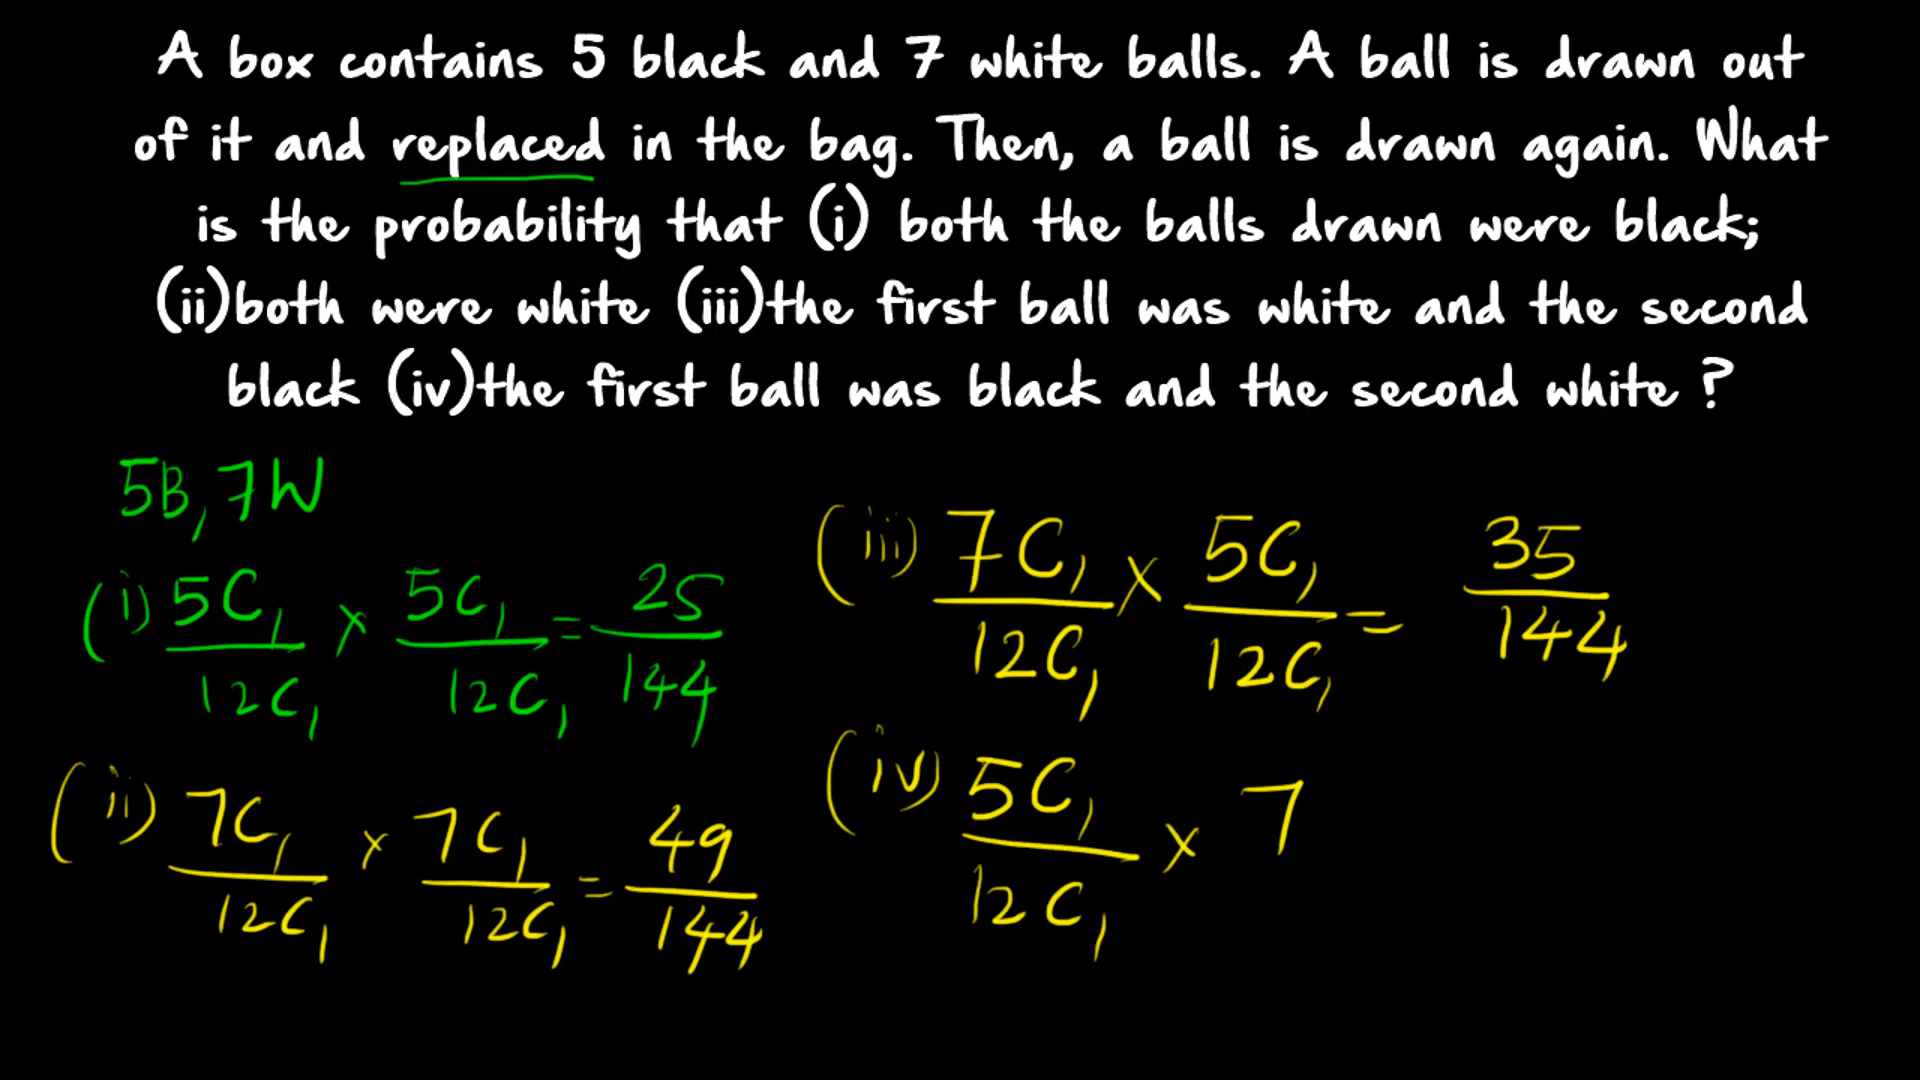 A box contains 5 black and 7 white balls. A ball is drawn out
of it and replaced in the bag. Then, a ball is drawn again. What
is the probability that (i) both the balls drawn were black;
(ii)both were white (iii)the first ball was white and the second
black (iv)the first ball was black and the second white ?
5B, 7W
(i) 5C₁/12C₁ × 5C₁/12C₁ = 25/144
(ii) 7C₁/12C₁ × 7C₁/12C₁ = 49/144
(iii) 7C₁/12C₁ × 5C₁/12C₁ = 35/144
(iv) 5C₁/12C₁ × 7